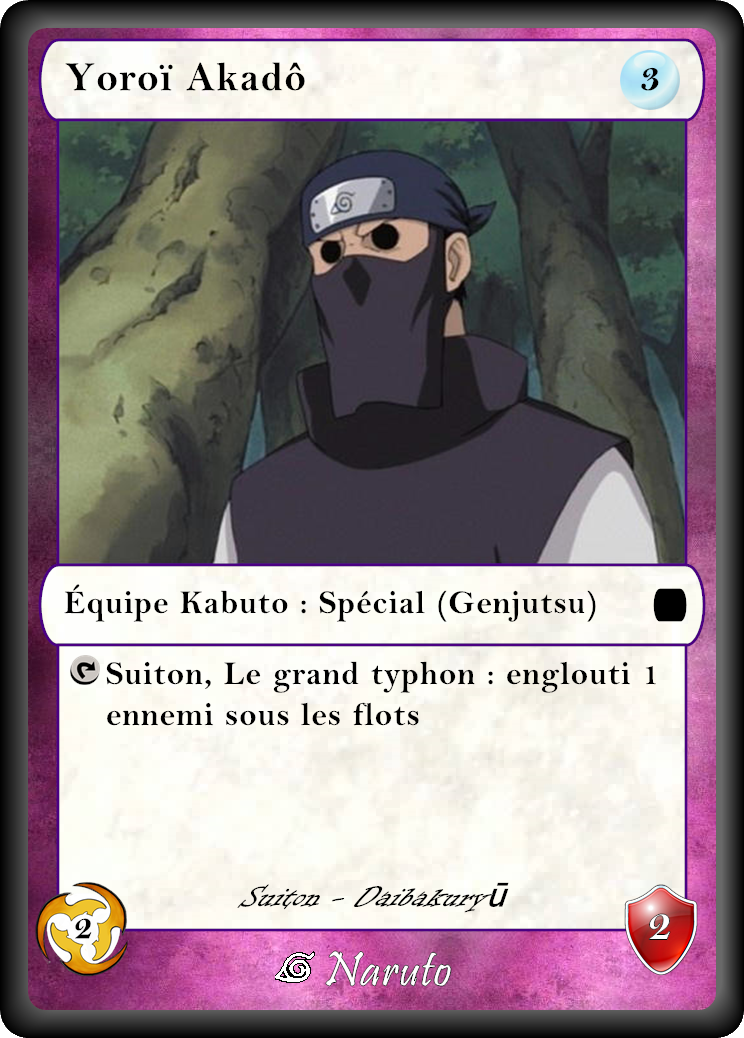 Yoroï Akadô
3
Équipe Kabuto : Spécial (Genjutsu)
Suiton, Le grand typhon : englouti 1
ennemi sous les flots
Suiton - Daibakuryū
2
2
Naruto